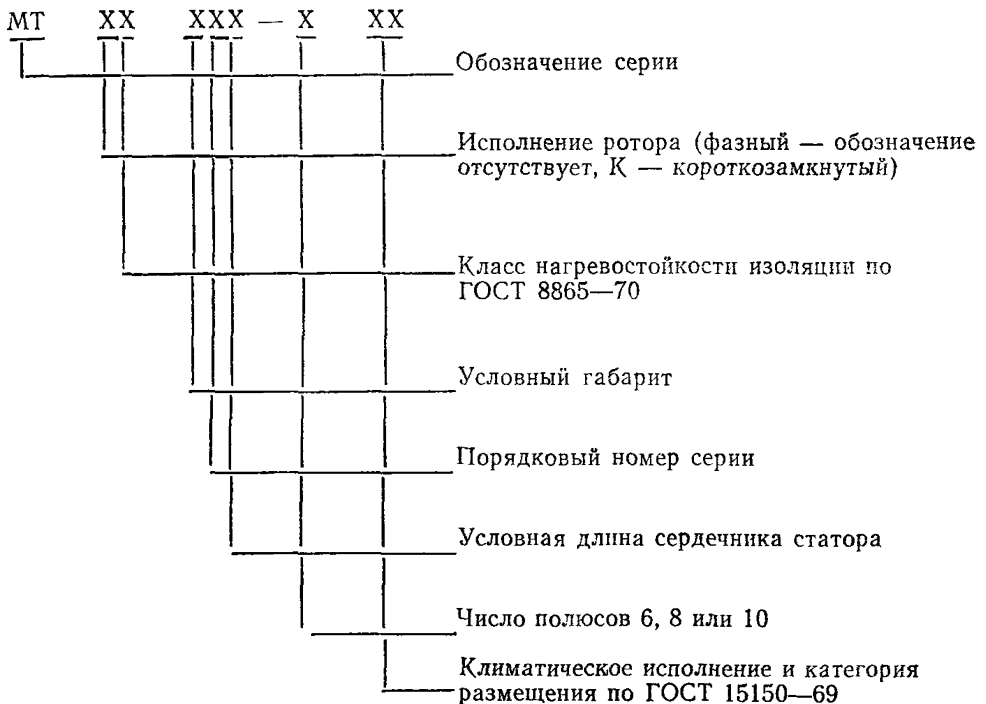 МТ XX XXX — X XX
Обозначение серии
Исполнение ротора (фазный — обозначение
отсутствует, К — короткозамкнутый)
Класс нагревостойкости изоляции по
ГОСТ 8865—70
Условный габарит
Порядковый номер серии
Условная длина сердечника статора
Число полюсов 6, 8 или 10
Климатическое исполнение и категория
размещения по ГОСТ 15150—69